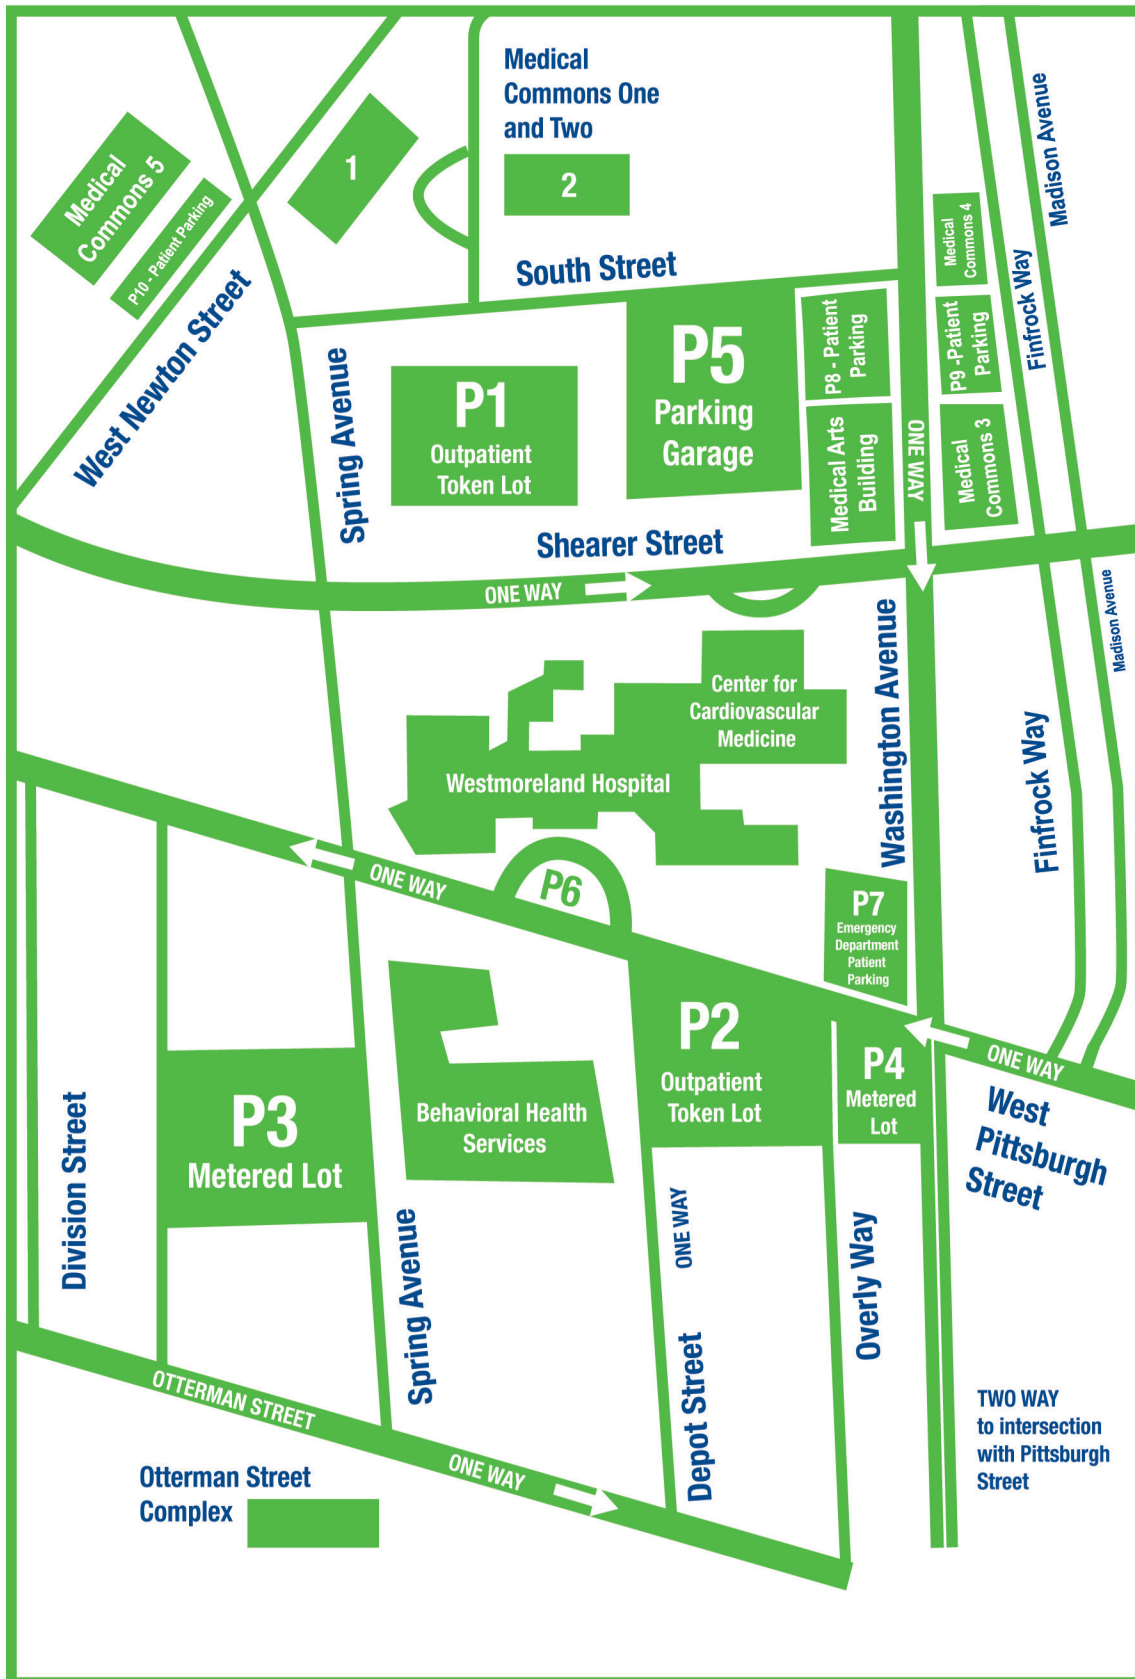 Medical
Commons One
and Two
1
2
Medical
Commons 5
P10 - Patient Parking
West Newton Street
South Street
Madison Avenue
Finfrock Way
Medical
Commons 4
P8 - Patient
Parking
P9 -Patient
Parking
P5
Parking
Garage
P1
Outpatient
Token Lot
Spring Avenue
Medical Arts
Building
ONE WAY
Medical
Commons 3
Shearer Street
ONE WAY
Madison Avenue
Washington Avenue
Center for
Cardiovascular
Medicine
Westmoreland Hospital
Finfrock Way
ONE WAY
P6
P7
Emergency
Department
Patient
Parking
P2
Outpatient
Token Lot
P4
Metered
Lot
ONE WAY
West
Pittsburgh
Street
P3
Metered Lot
Behavioral Health
Services
Division Street
Spring Avenue
ONE WAY
Depot Street
Overly Way
OTTERMAN STREET
ONE WAY
TWO WAY
to intersection
with Pittsburgh
Street
Otterman Street
Complex